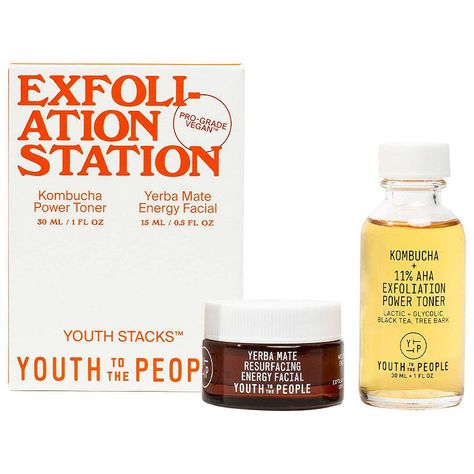 EXFOLI-
ATION
STATION
PRO-GRADE
VEGAN™
Kombucha
Power Toner
30 ML / 1 FL OZ
Yerba Mate
Energy Facial
15 ML / 0.5 FL OZ
YOUTH STACKS™
YOUTH TO THE PEOP
YERBA MATE
RESURFACING
ENERGY FACIAL
YOUTH TO THE PEOPLE
KOMBUCHA
+
11% AHA
EXFOLIATION
POWER TONER
LACTIC + GLYCOLIC
BLACK TEA, TREE BARK
YOUTH TO THE PEOPLE
30 ML • 1 FL OZ